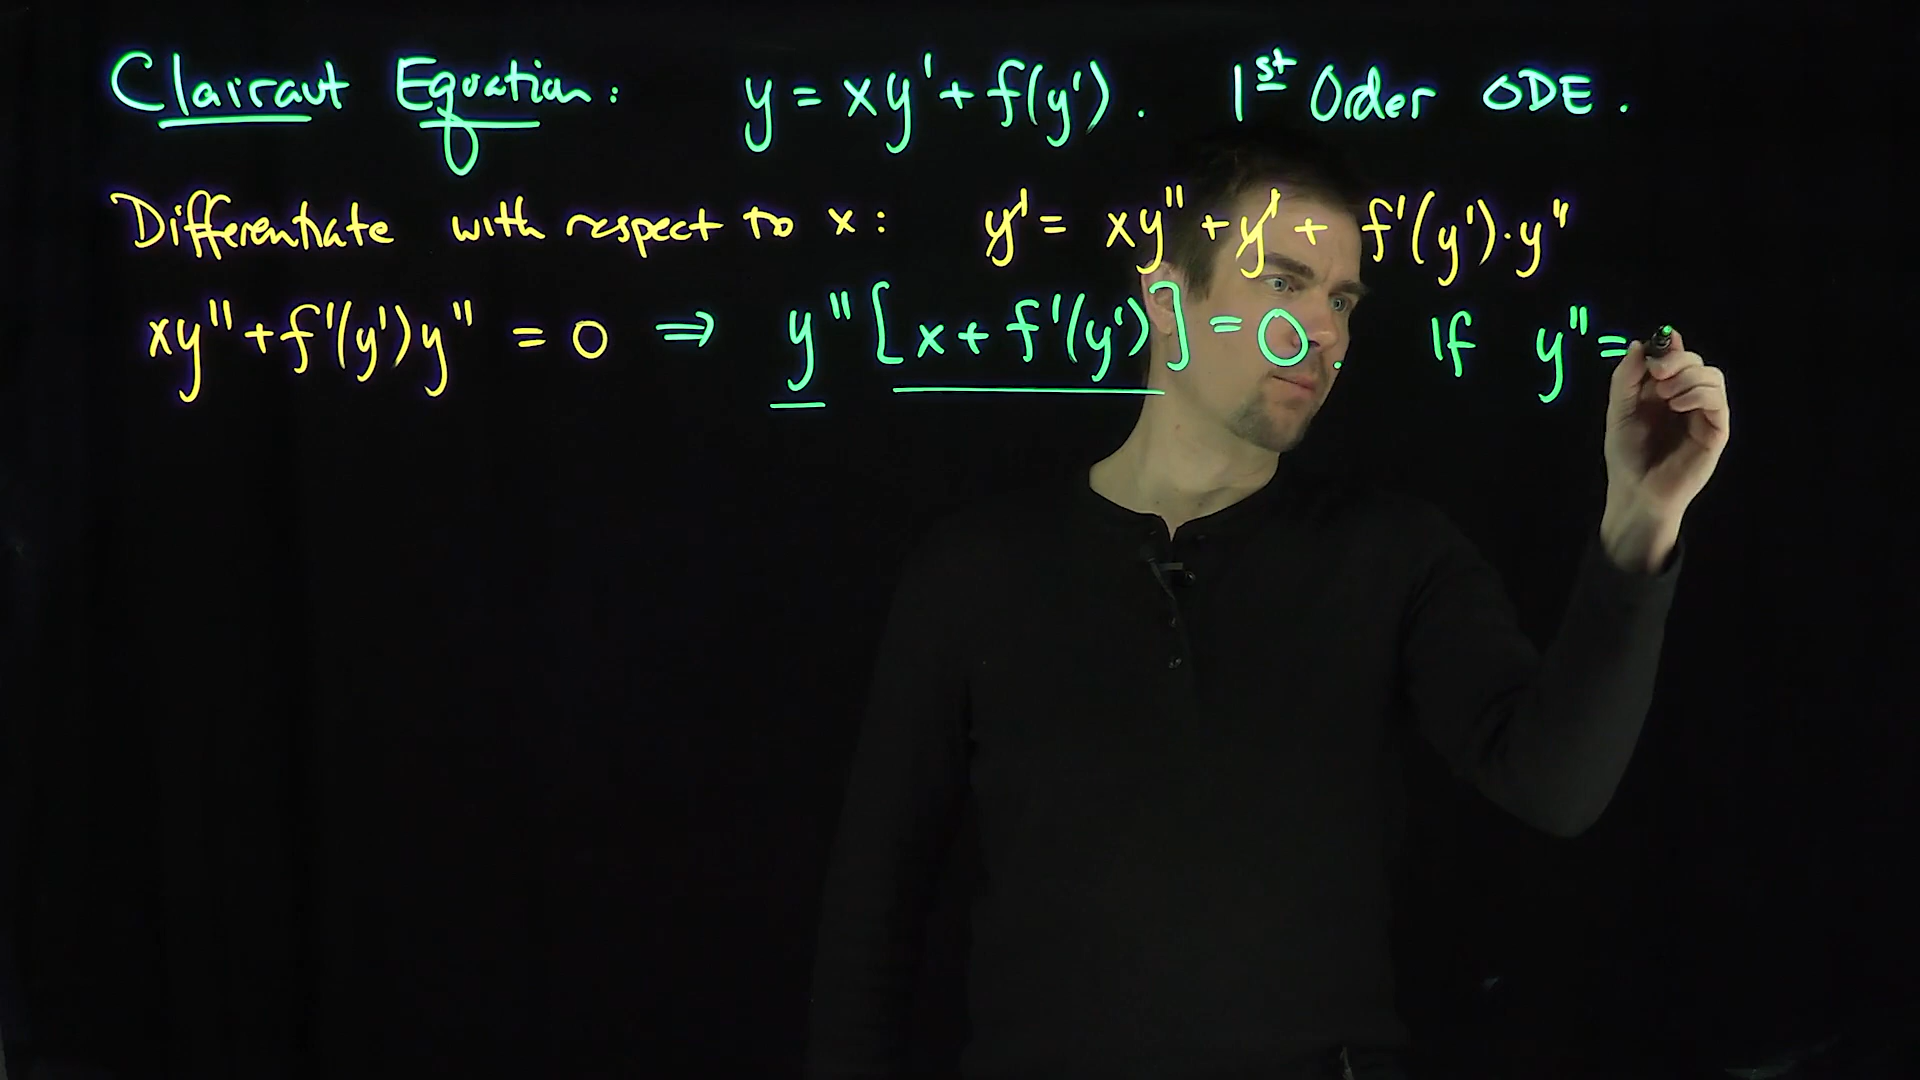 Clairaut Equation: y = xy' + f(y'). 1st Order ODE.
Differentiate with respect to x: y' = xy'' + y' + f'(y')·y''
xy'' + f'(y')y'' = 0 ⇒ y''[x + f'(y')] = 0. If y'' =